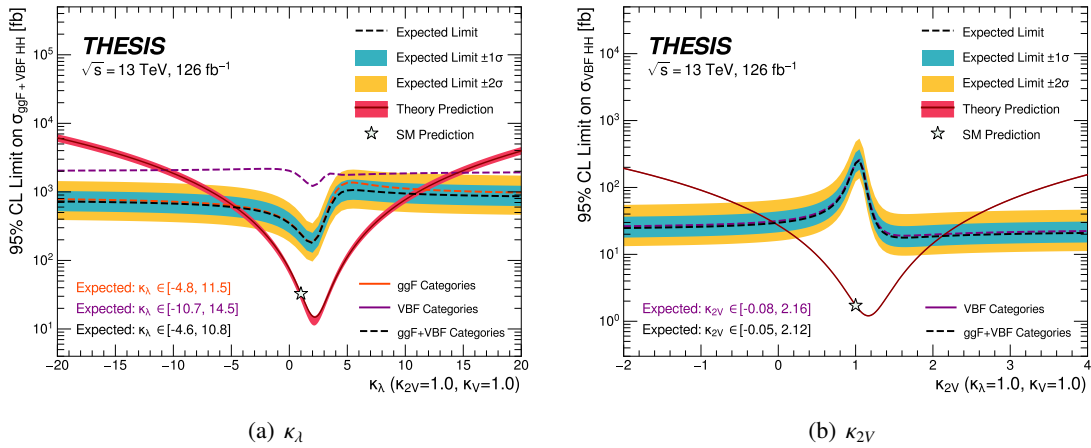 95% CL Limit on σggF+VBF HH [fb]
THESIS
√s = 13 TeV, 126 fb⁻¹
Expected Limit
Expected Limit ±1σ
Expected Limit ±2σ
Theory Prediction
SM Prediction
10⁵
10⁴
10³
10²
10¹
Expected: κλ ∈[-4.8, 11.5]
Expected: κλ ∈[-10.7, 14.5]
Expected: κλ ∈[-4.6, 10.8]
ggF Categories
VBF Categories
ggF+VBF Categories
−20 −15 −10 −5 0 5 10 15 20
κλ (κ2V=1.0, κV=1.0)
(a) κλ
95% CL Limit on σVBF HH [fb]
THESIS
√s = 13 TeV, 126 fb⁻¹
Expected Limit
Expected Limit ±1σ
Expected Limit ±2σ
Theory Prediction
SM Prediction
10⁴
10³
10²
10¹
10⁰
Expected: κ2V ∈[-0.08, 2.16]
Expected: κ2V ∈[-0.05, 2.12]
VBF Categories
ggF+VBF Categories
−2 −1 0 1 2 3 4
κ2V (κλ=1.0, κV=1.0)
(b) κ2V